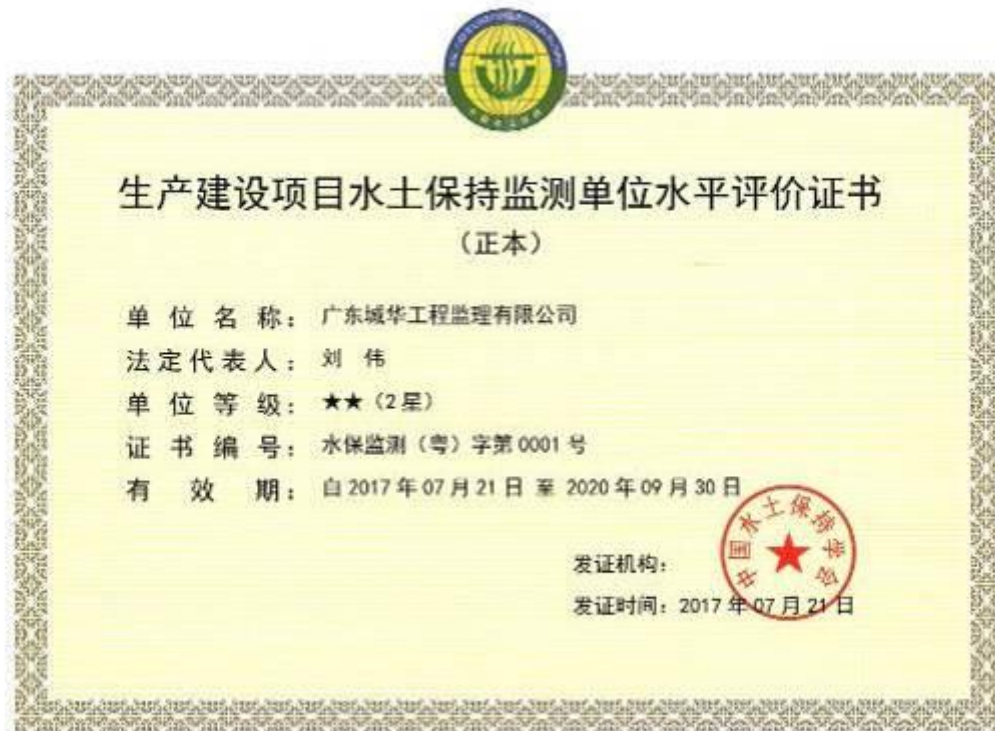 生产建设项目水土保持监测单位水平评价证书
（正本）
单位名称：广东城华工程监理有限公司
法定代表人：刘 伟
单位等级：★★（2星）
证书编号：水保监测（粤）字第0001号
有效期：自2017年07月21日 至 2020年09月30日
中国水土保持学会
发证机构：
发证时间：2017年07月21日